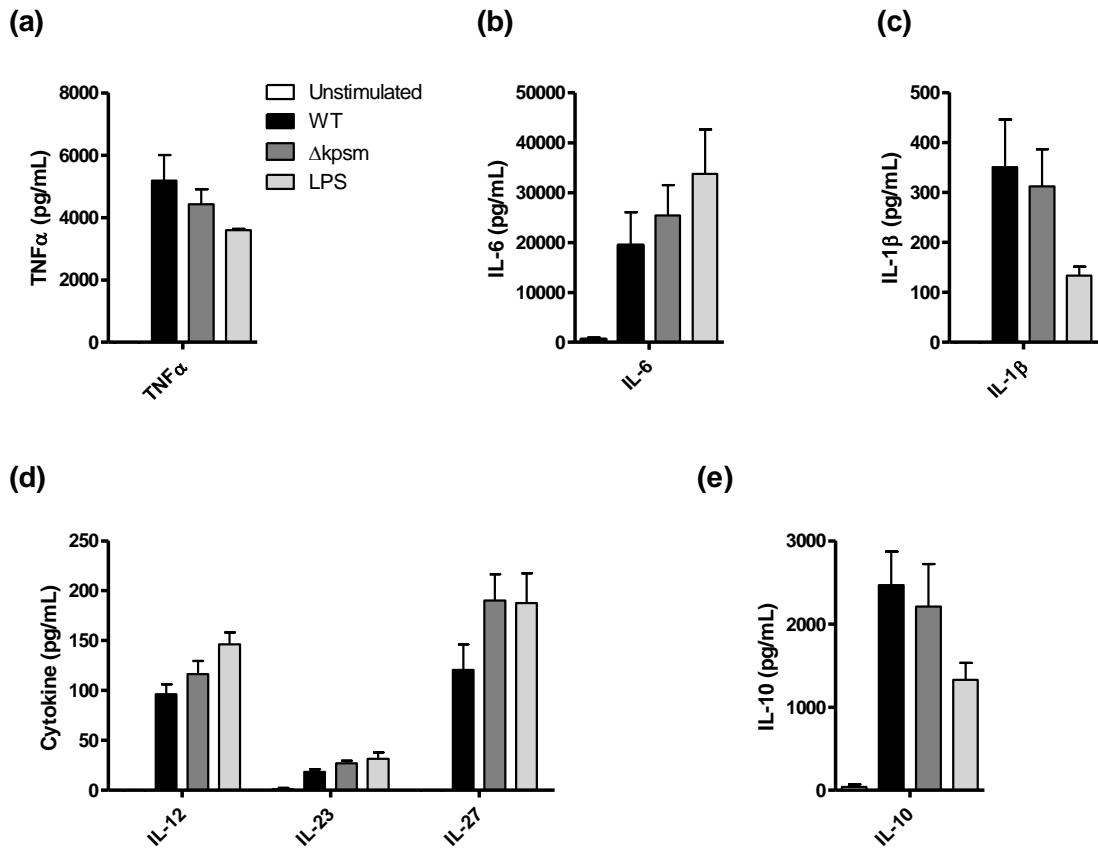 (a)
TNFα (pg/mL)
8000
6000
4000
2000
0
TNFα
Unstimulated
WT
Δkpsm
LPS
(b)
IL-6 (pg/mL)
50000
40000
30000
20000
10000
0
IL-6
(c)
IL-1β (pg/mL)
500
400
300
200
100
0
IL-1β
(d)
Cytokine (pg/mL)
250
200
150
100
50
0
IL-12
IL-23
IL-27
(e)
IL-10 (pg/mL)
3000
2000
1000
0
IL-10